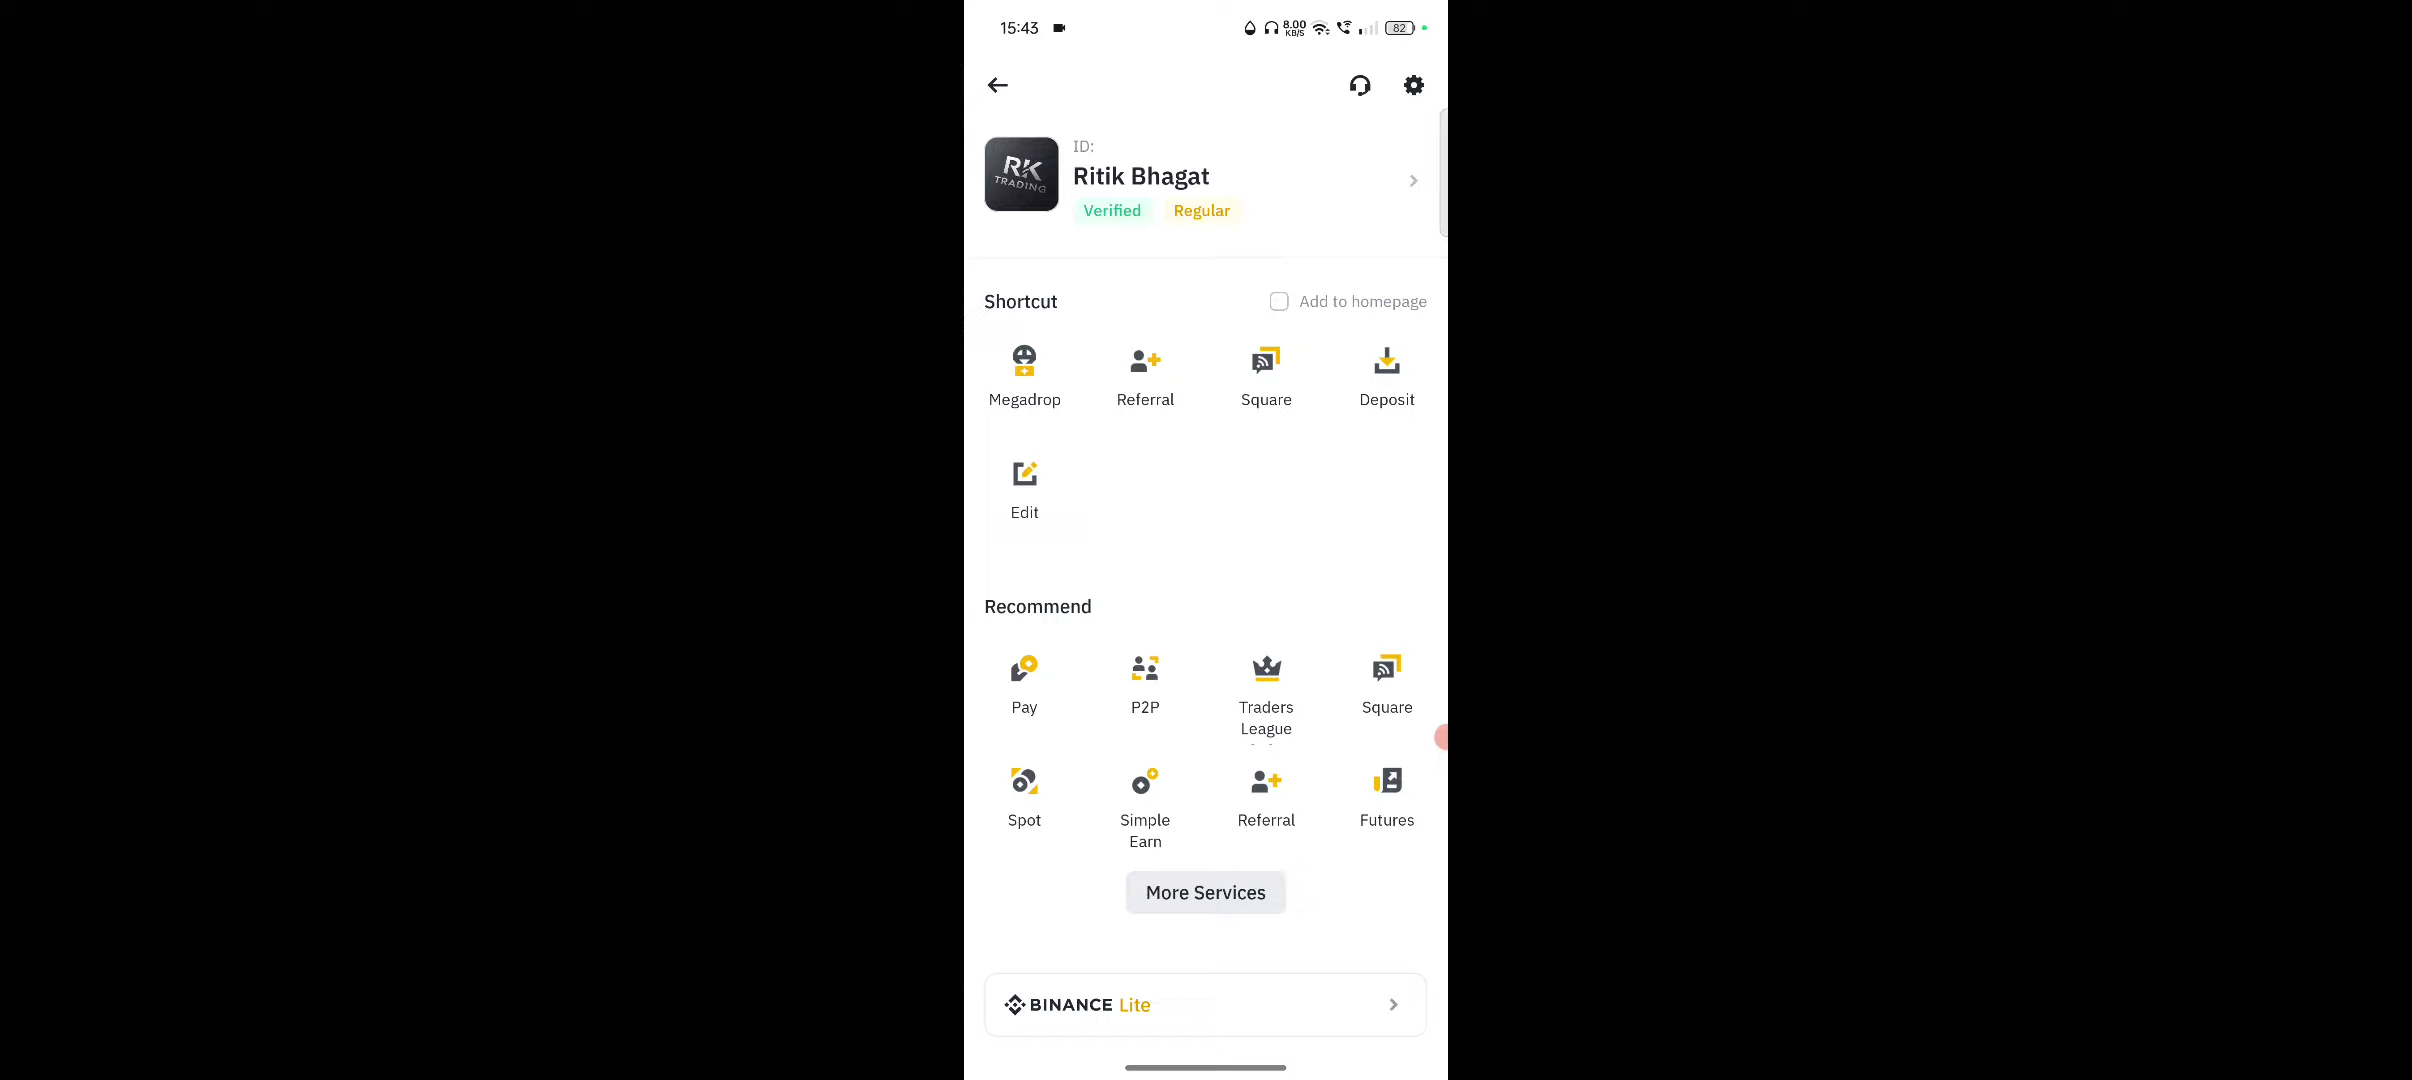 15:43
8.00
KB/S
82
RK
TRADING
ID:
Ritik Bhagat
Verified Regular
Shortcut
Add to homepage
Megadrop Referral Square Deposit
Edit
Recommend
Pay P2P Traders League Square
Spot Simple Earn Referral Futures
More Services
BINANCE Lite